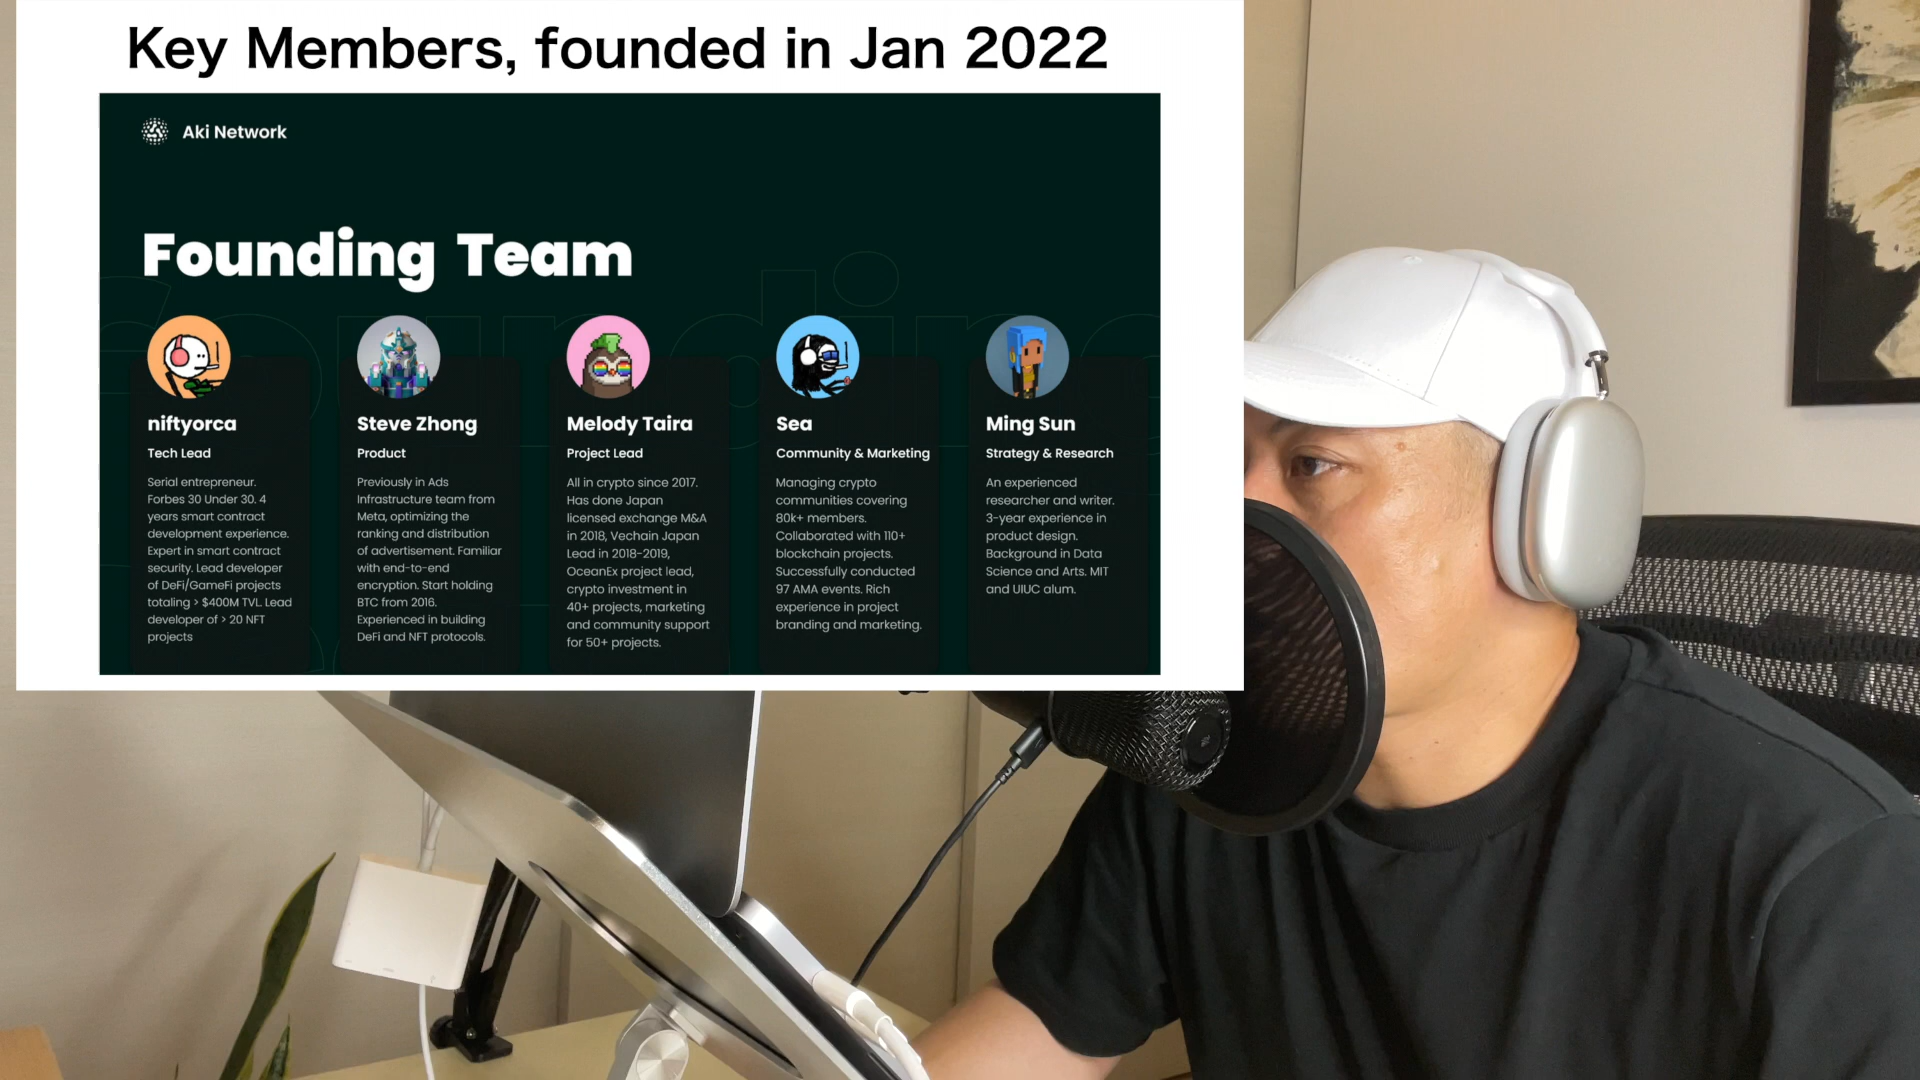 Key Members, founded in Jan 2022
Aki Network
Founding Team
niftyorca
Tech Lead
Serial entrepreneur.
Forbes 30 Under 30. 4
years smart contract
development experience.
Expert in smart contract
security. Lead developer
of DeFi/GameFi projects
totaling > $400M TVL. Lead
developer of > 20 NFT
projects
Steve Zhong
Product
Previously in Ads
Infrastructure team from
Meta, optimizing the
ranking and distribution
of advertisement. Familiar
with end-to-end
encryption. Start holding
BTC from 2016.
Experienced in building
DeFi and NFT protocols.
Melody Taira
Project Lead
All in crypto since 2017.
Has done Japan
licensed exchange M&A
in 2018, Vechain Japan
Lead in 2018-2019,
OceanEx project lead,
crypto investment in
40+ projects, marketing
and community support
for 50+ projects.
Sea
Community & Marketing
Managing crypto
communities covering
80k+ members.
Collaborated with 110+
blockchain projects.
Successfully conducted
97 AMA events. Rich
experience in project
branding and marketing.
Ming Sun
Strategy & Research
An experienced
researcher and writer.
3-year experience in
product design.
Background in Data
Science and Arts. MIT
and UIUC alum.